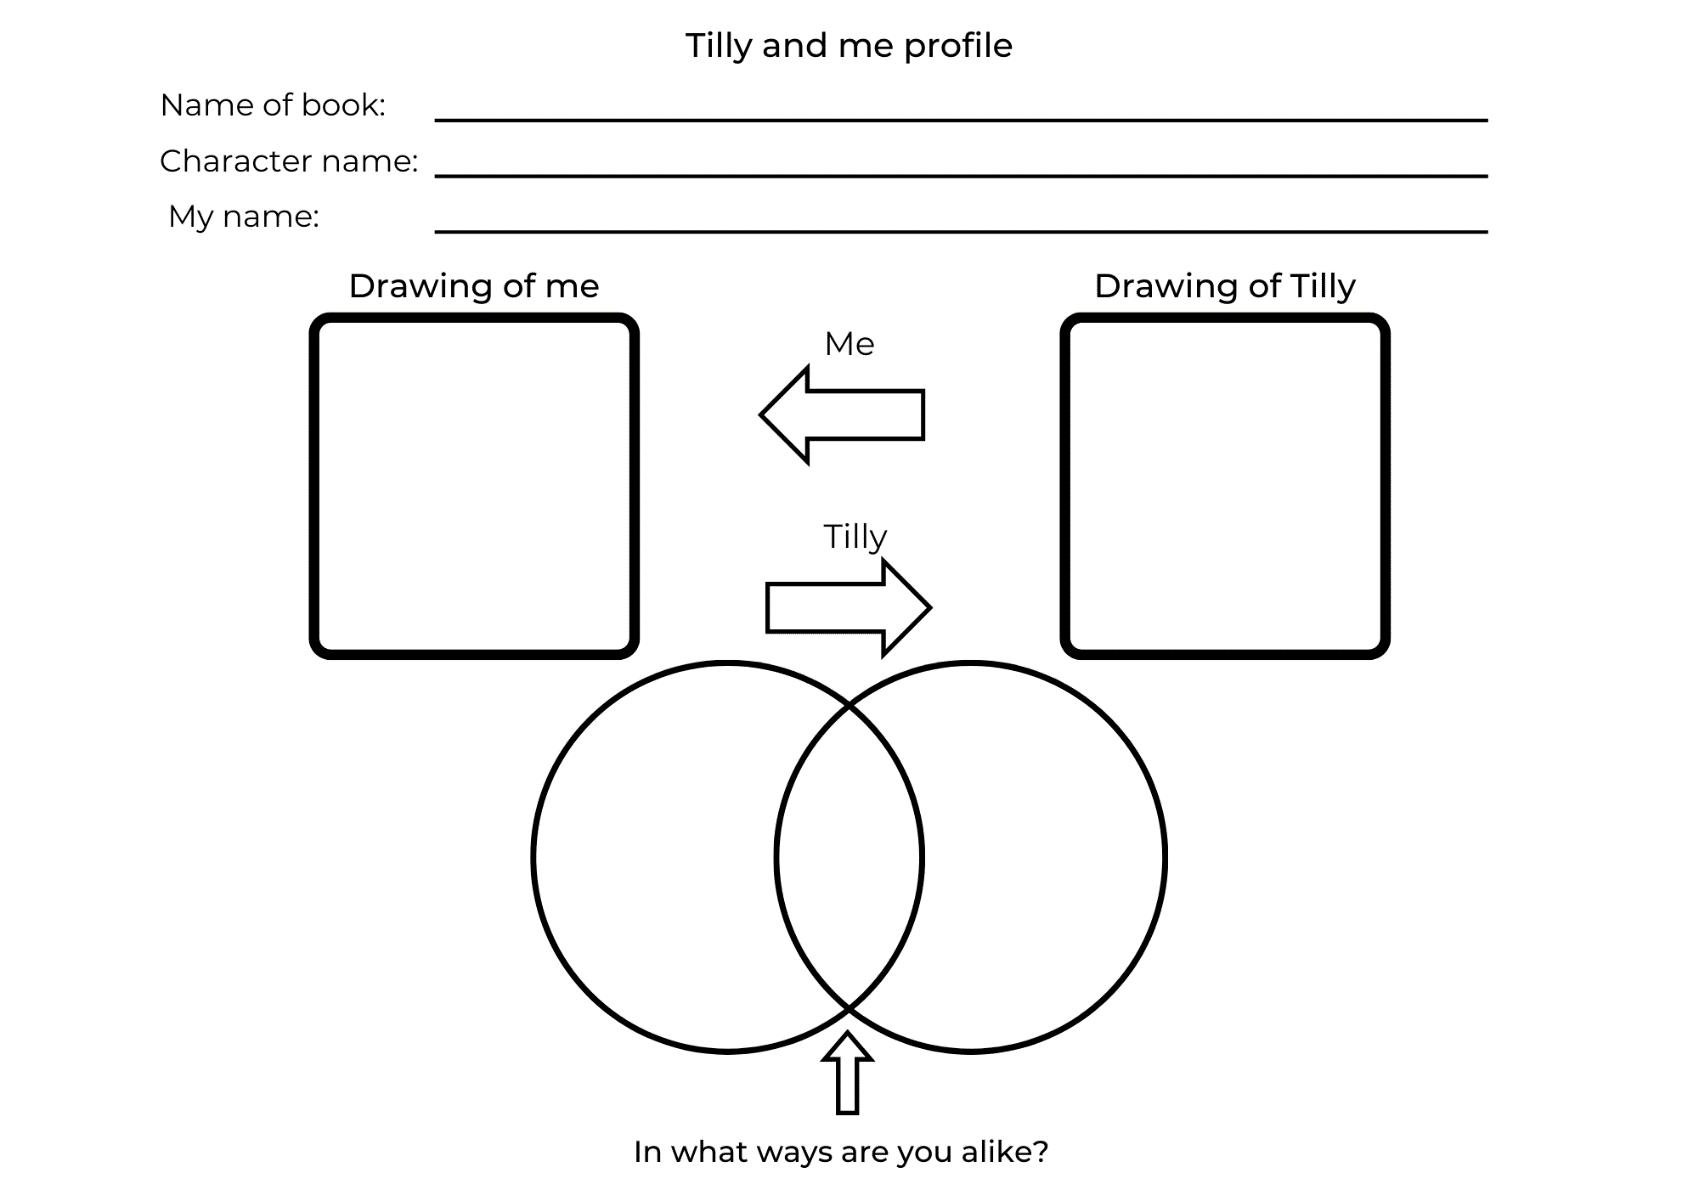 Tilly and me profile
Name of book:
Character name:
My name:
Drawing of me
Drawing of Tilly
Me
Tilly
In what ways are you alike?